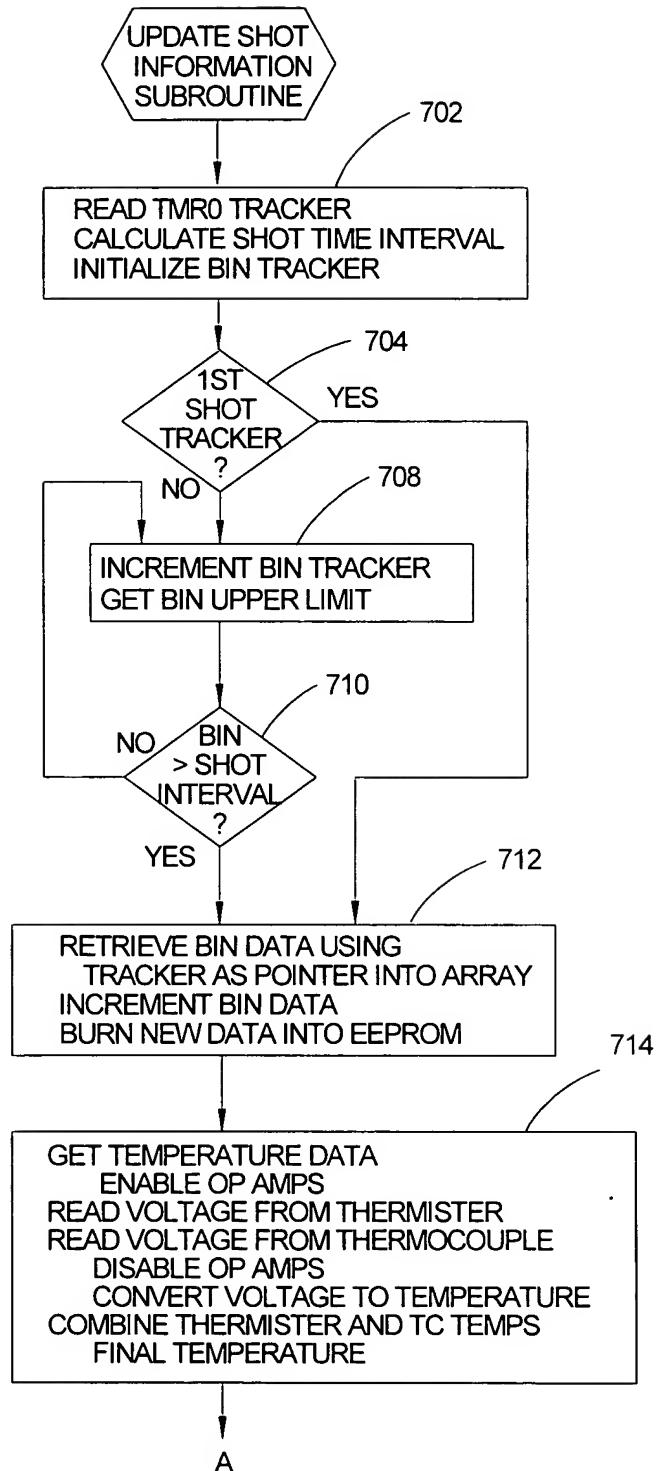 UPDATE SHOT
INFORMATION
SUBROUTINE
702
READ TMR0 TRACKER
CALCULATE SHOT TIME INTERVAL
INITIALIZE BIN TRACKER
704
1ST
SHOT
TRACKER
?
YES
NO
708
INCREMENT BIN TRACKER
GET BIN UPPER LIMIT
710
NO
BIN
> SHOT
INTERVAL
?
YES
712
RETRIEVE BIN DATA USING
TRACKER AS POINTER INTO ARRAY
INCREMENT BIN DATA
BURN NEW DATA INTO EEPROM
714
GET TEMPERATURE DATA
ENABLE OP AMPS
READ VOLTAGE FROM THERMISTER
READ VOLTAGE FROM THERMOCOUPLE
DISABLE OP AMPS
CONVERT VOLTAGE TO TEMPERATURE
COMBINE THERMISTER AND TC TEMPS
FINAL TEMPERATURE
A